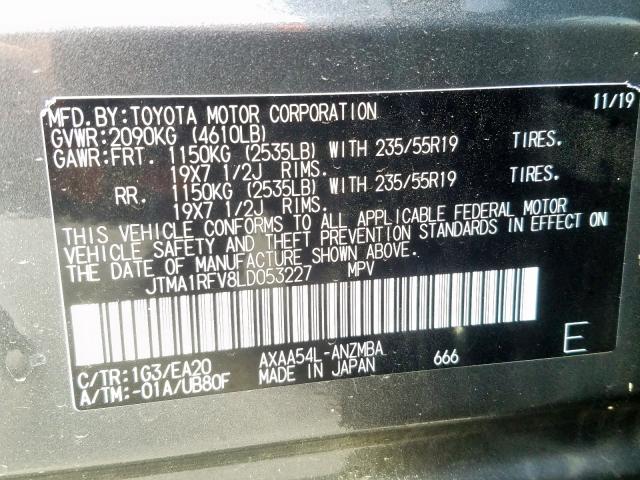 MFD. BY: TOYOTA MOTOR CORPORATION 11/19
GVWR: 2090KG (4610LB)
GAWR: FRT. 1150KG (2535LB) WITH 235/55R19 TIRES.
19X7 1/2J RIMS.
RR. 1150KG (2535LB) WITH 235/55R19 TIRES.
19X7 1/2J RIMS.
THIS VEHICLE CONFORMS TO ALL APPLICABLE FEDERAL MOTOR
VEHICLE SAFETY AND THEFT PREVENTION STANDARDS IN EFFECT ON
THE DATE OF MANUFACTURE SHOWN ABOVE.
JTMA1RFV8LD053227 MPV
C/TR: 1G3/EA20 AXAA54L-ANZMBA 666 E
A/TM: -01A/UB80F MADE IN JAPAN